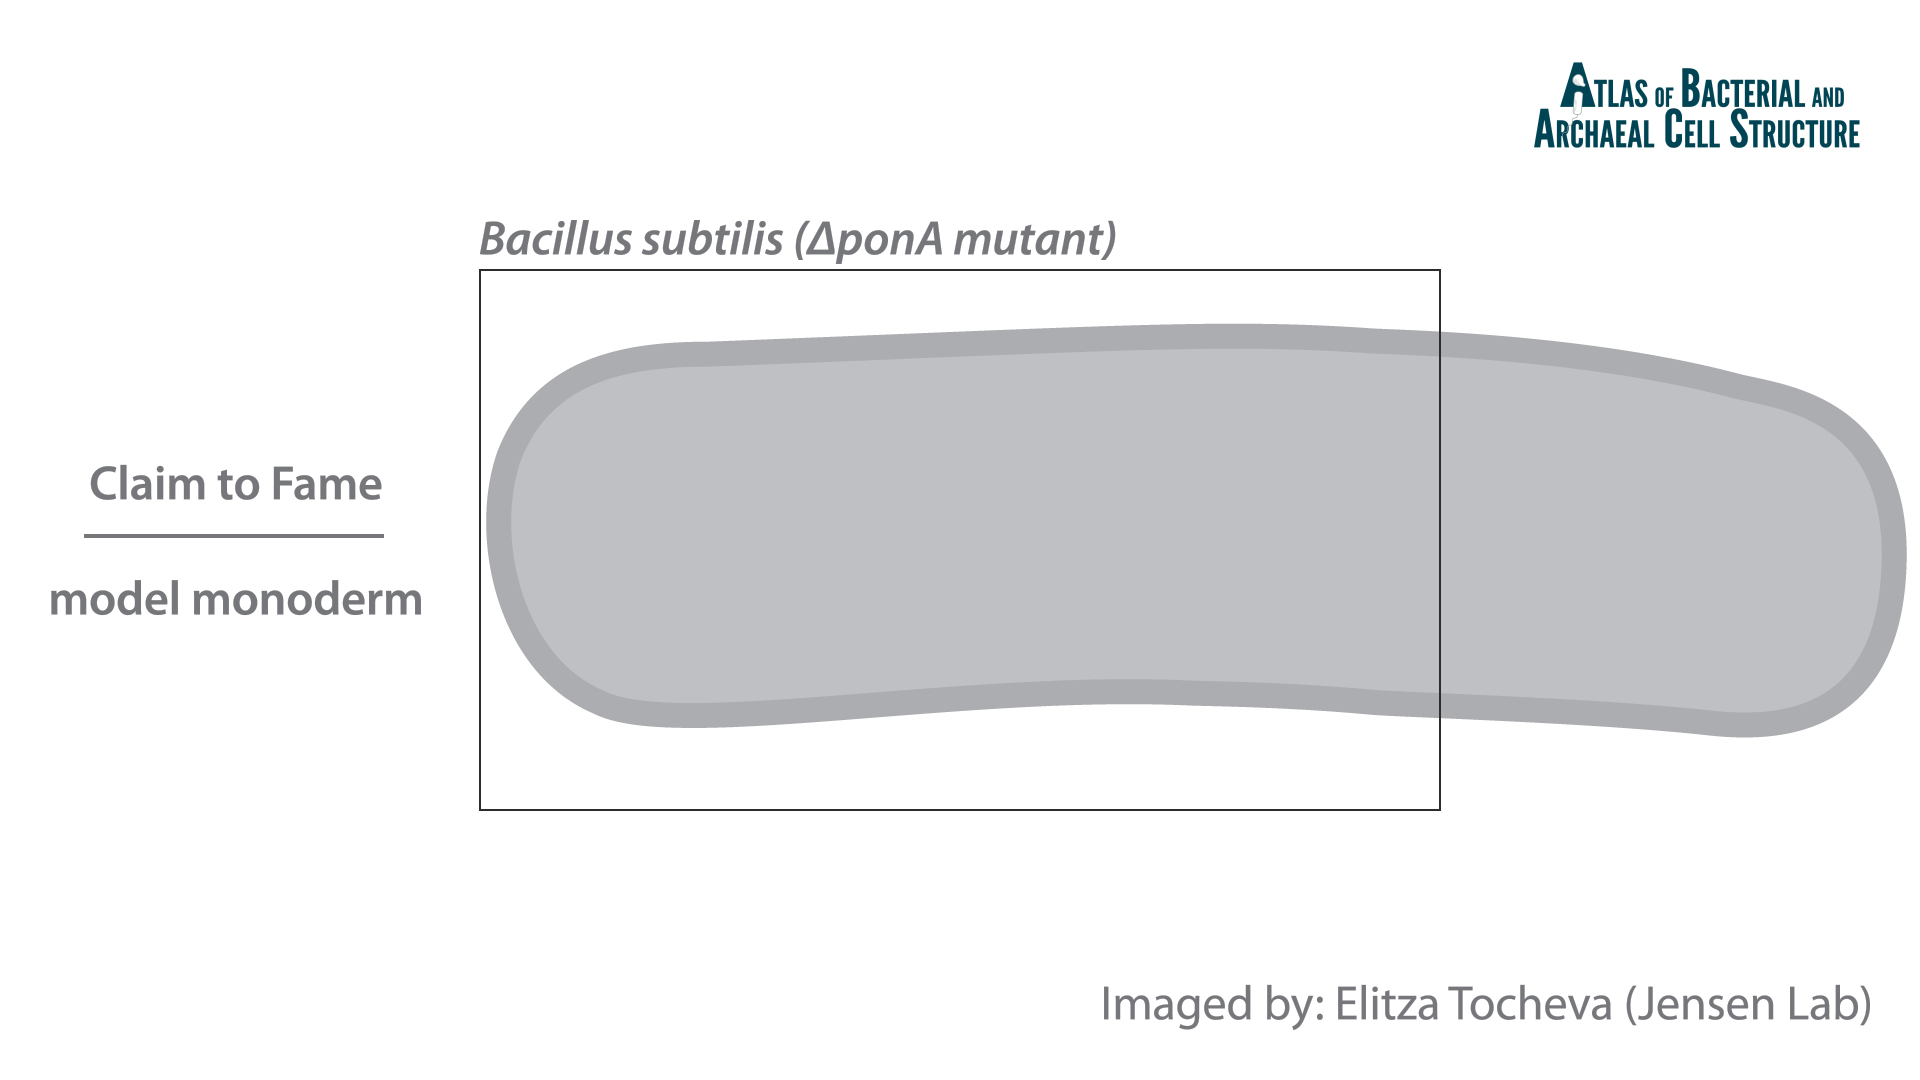 ATLAS OF BACTERIAL AND
ARCHAEAL CELL STRUCTURE
Bacillus subtilis (ΔponA mutant)
Claim to Fame
model monoderm
Imaged by: Elitza Tocheva (Jensen Lab)